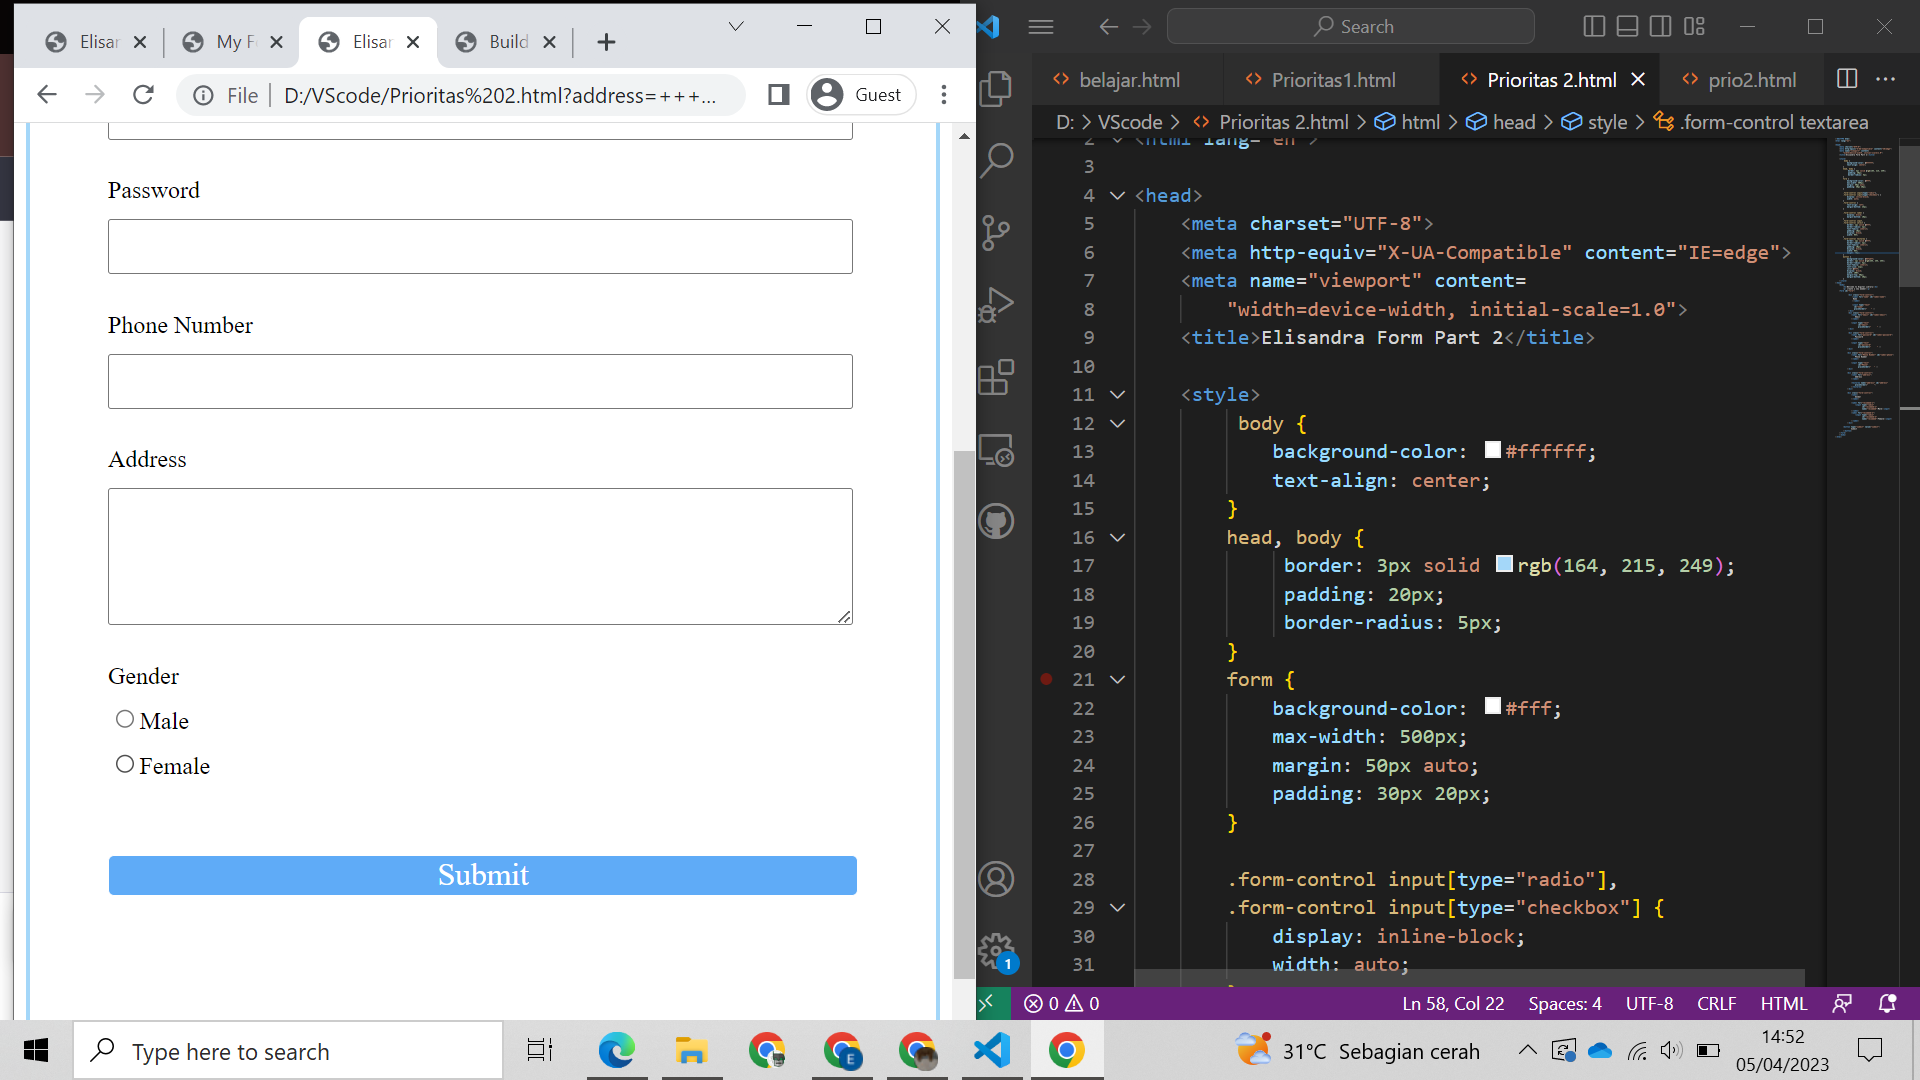 Elisar
My F
Elisar
Build
File
D:/VScode/Prioritas%202.html?address=+++...
Guest
Password
Phone Number
Address
Gender
Male
Female
Submit
Search
belajar.html
Prioritas1.html
Prioritas 2.html
prio2.html
D: > VScode > Prioritas 2.html > html > head > style > .form-control textarea
2 <html lang="en">
3
4 <head>
5 <meta charset="UTF-8">
6 <meta http-equiv="X-UA-Compatible" content="IE=edge">
7 <meta name="viewport" content=
8 "width=device-width, initial-scale=1.0">
9 <title>Elisandra Form Part 2</title>
10
11 <style>
12 body {
13 background-color: #ffffff;
14 text-align: center;
15 }
16 head, body {
17 border: 3px solid rgb(164, 215, 249);
18 padding: 20px;
19 border-radius: 5px;
20 }
21 form {
22 background-color: #fff;
23 max-width: 500px;
24 margin: 50px auto;
25 padding: 30px 20px;
26 }
27
28 .form-control input[type="radio"],
29 .form-control input[type="checkbox"] {
30 display: inline-block;
31 width: auto;
1
0 0
Ln 58, Col 22
Spaces: 4
UTF-8
CRLF
HTML
Type here to search
E
31°C Sebagian cerah
14:52
05/04/2023